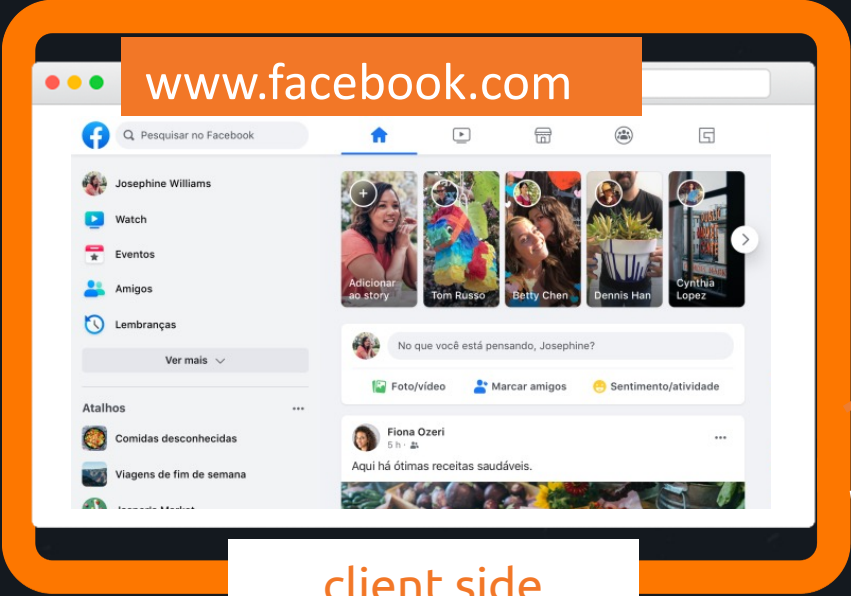 www.facebook.com
Pesquisar no Facebook
Josephine Williams
Watch
Eventos
Amigos
Lembranças
Ver mais
Atalhos
Comidas desconhecidas
Viagens de fim de semana
Adicionar
ao story
Tom Russo
Betty Chen
Dennis Han
Cynthia
Lopez
No que você está pensando, Josephine?
Foto/vídeo
Marcar amigos
Sentimento/atividade
Fiona Ozeri
5 h ·
Aqui há ótimas receitas saudáveis.
client side